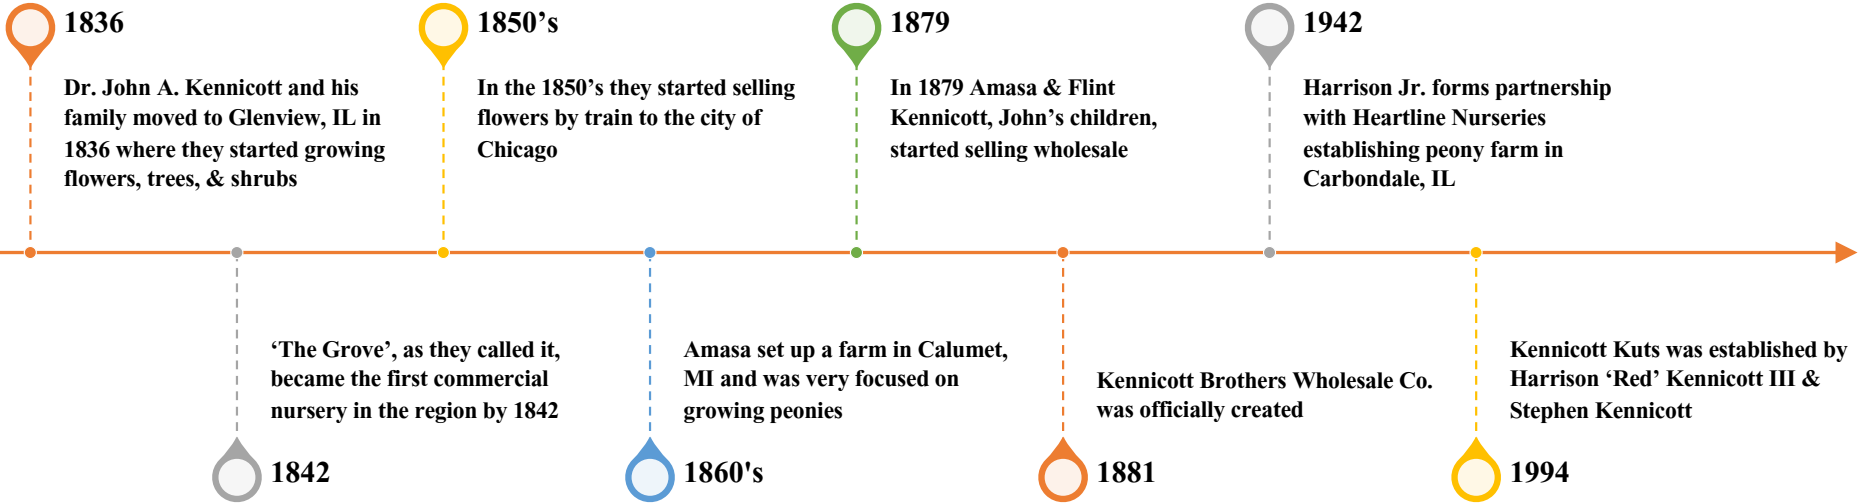 1836
Dr. John A. Kennicott and his
family moved to Glenview, IL in
1836 where they started growing
flowers, trees, & shrubs
‘The Grove’, as they called it,
became the first commercial
nursery in the region by 1842
1842
1850’s
In the 1850’s they started selling
flowers by train to the city of
Chicago
Amasa set up a farm in Calumet,
MI and was very focused on
growing peonies
1860's
1879
In 1879 Amasa & Flint
Kennicott, John’s children,
started selling wholesale
Kennicott Brothers Wholesale Co.
was officially created
1881
1942
Harrison Jr. forms partnership
with Heartline Nurseries
establishing peony farm in
Carbondale, IL
Kennicott Kuts was established by
Harrison ‘Red’ Kennicott III &
Stephen Kennicott
1994